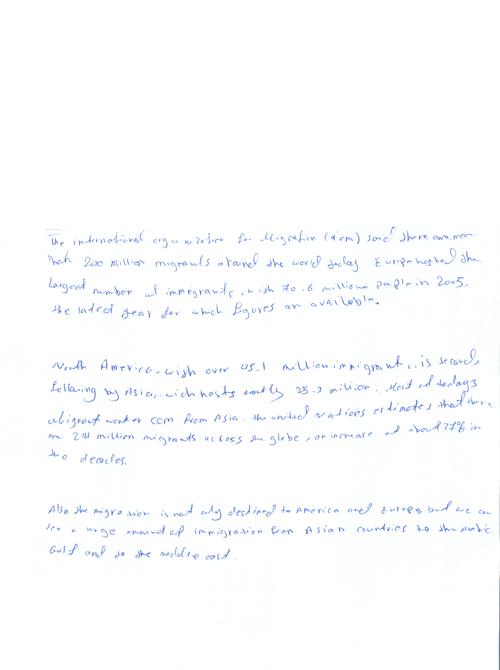 The international organization for Migration (iom) said there are more
than 200 million migrants around the world today. Europe hosted the
largest number of immigrants, with 70.6 million people in 2005,
the latest year for which figures are available.
North America, with over 45.1 million immigrants, is second,
following by Asia, wich hosts nearly 25.3 million. Most of todays
migrant worker com from Asia. the united Nations estimates that there
are 214 million migrants across the globe, an increase of about 37% in
two decades.
Also the migration is not only destined to America and Europe, but we can
see a large amount of immigration from Asian countries to the Arabic
Gulf and to the middle east.